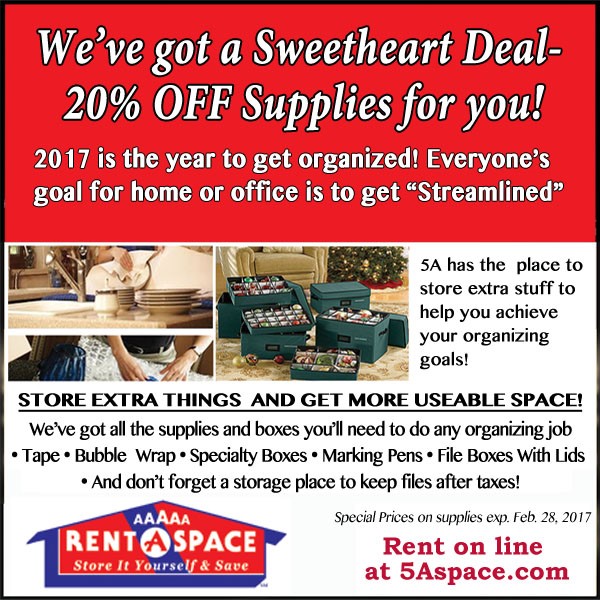 We've got a Sweetheart Deal-
20% OFF Supplies for you!
2017 is the year to get organized! Everyone's
goal for home or office is to get “Streamlined”
5A has the place to
store extra stuff to
help you achieve
your organizing
goals!
STORE EXTRA THINGS AND GET MORE USEABLE SPACE!
We've got all the supplies and boxes you'll need to do any organizing job
• Tape • Bubble Wrap • Specialty Boxes • Marking Pens • File Boxes With Lids
• And don't forget a storage place to keep files after taxes!
AAAAAA
RENT A SPACE
Store It Yourself & Save
Special Prices on supplies exp. Feb. 28, 2017
Rent on line
at 5Aspace.com